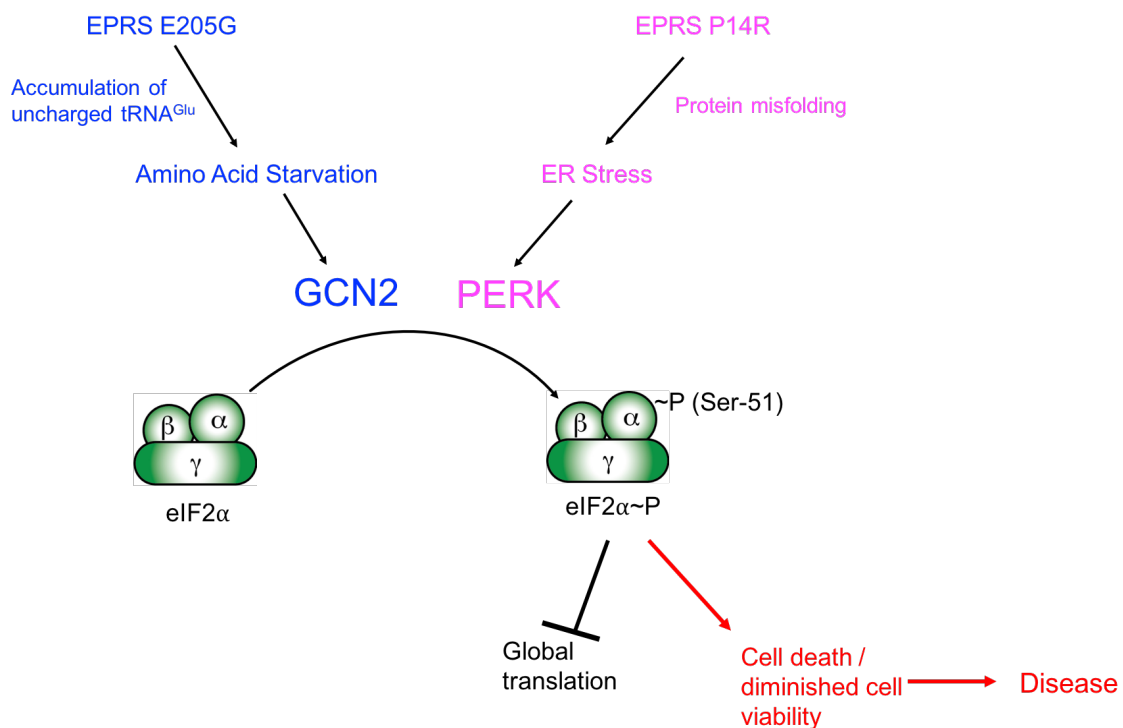 EPRS E205G
EPRS P14R
Accumulation of
uncharged tRNAGlu
Protein misfolding
Amino Acid Starvation
ER Stress
GCN2
PERK
β
α
γ
eIF2α
β
α
~P (Ser-51)
γ
eIF2α~P
Global
translation
Cell death /
diminished cell
viability
Disease